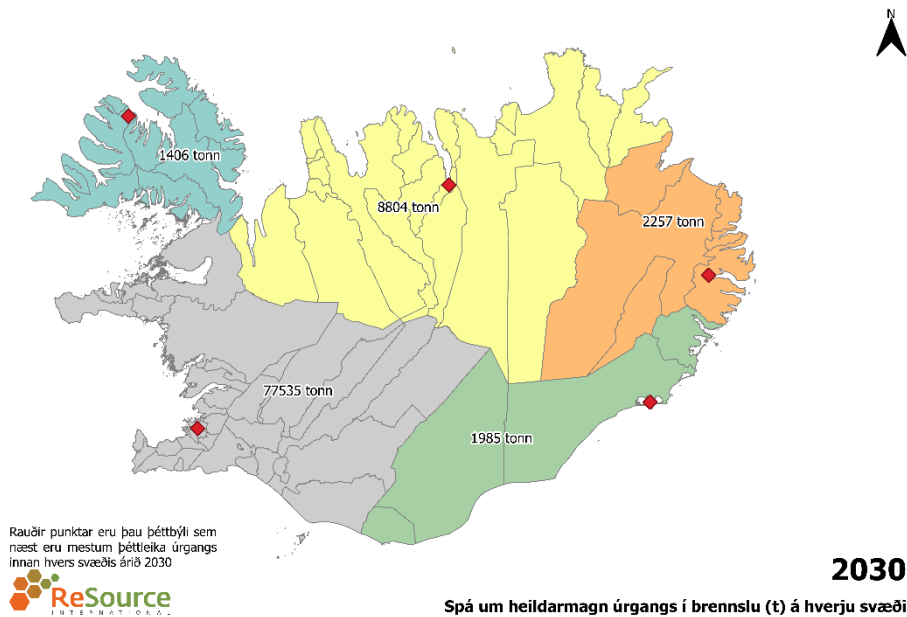 N
1406 tonn
8804 tonn
2257 tonn
77535 tonn
1985 tonn
Rauðir punktar eru þau þéttbýli sem
næst eru mestum þéttleika úrgangs
innan hvers svæðis árið 2030
ReSource
INTERNATIONAL
2030
Spá um heildarmagn úrgangs í brennslu (t) á hverju svæði